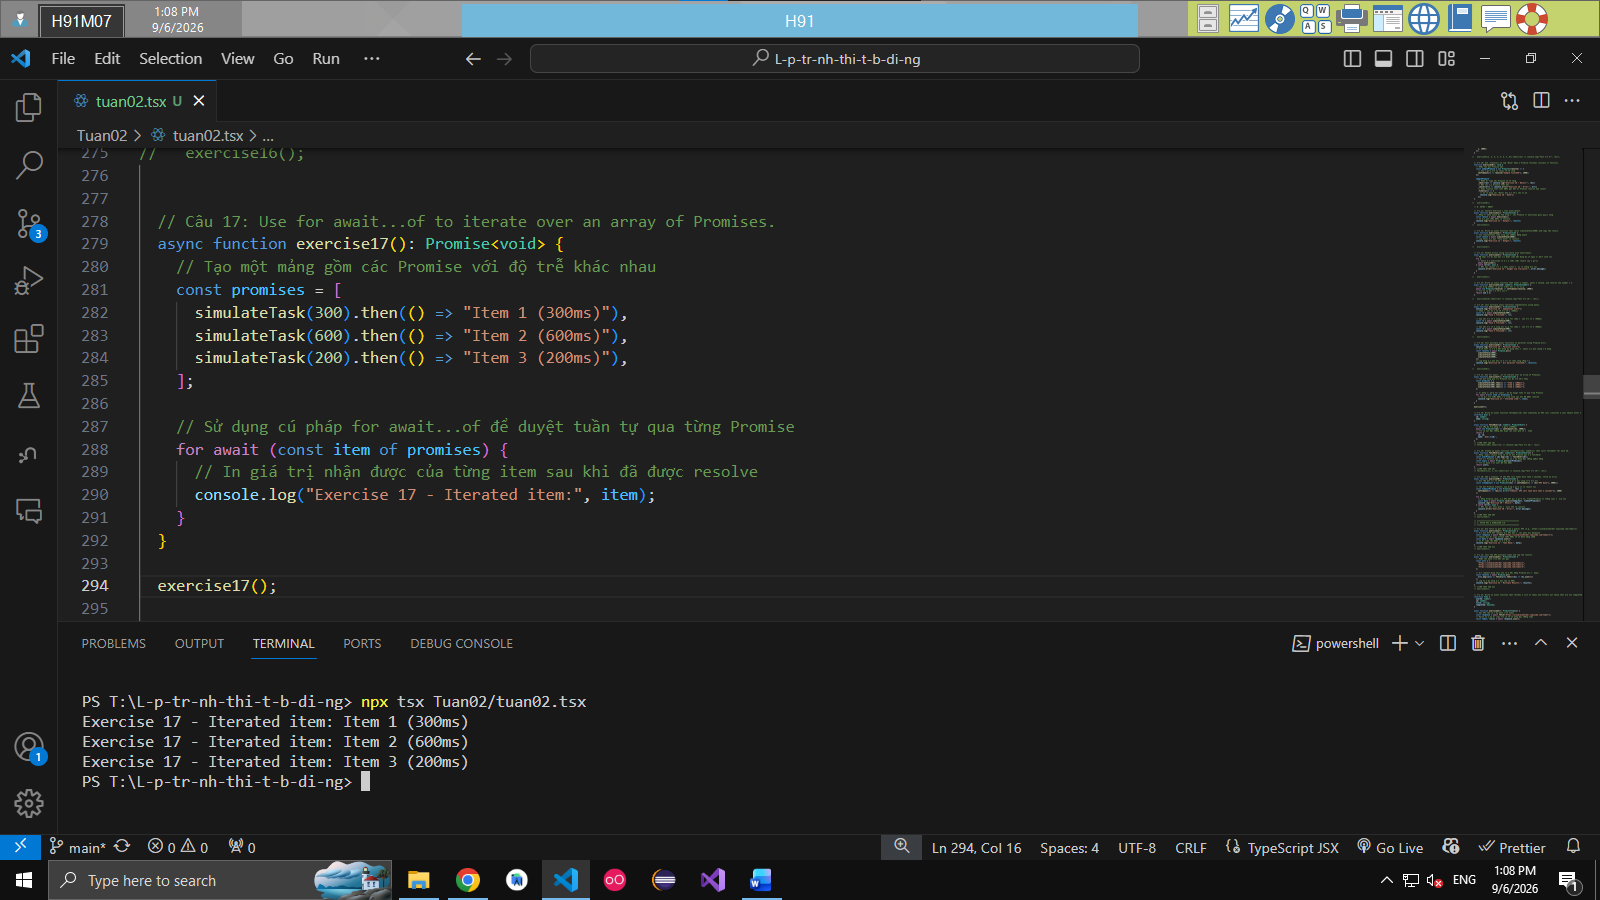 H91M07
1:08 PM
9/6/2026
H91
Q W
A S
File Edit Selection View Go Run ···
L-p-tr-nh-thi-t-b-di-ng
tuan02.tsx U
Tuan02 > tuan02.tsx > ...
275 //   exercise16();
276
277
278 // Câu 17: Use for await...of to iterate over an array of Promises.
279 async function exercise17(): Promise<void> {
280 // Tạo một mảng gồm các Promise với độ trễ khác nhau
281 const promises = [
282 simulateTask(300).then(() => "Item 1 (300ms)"),
283 simulateTask(600).then(() => "Item 2 (600ms)"),
284 simulateTask(200).then(() => "Item 3 (200ms)"),
285 ];
286
287 // Sử dụng cú pháp for await...of để duyệt tuần tự qua từng Promise
288 for await (const item of promises) {
289 // In giá trị nhận được của từng item sau khi đã được resolve
290 console.log("Exercise 17 - Iterated item:", item);
291 }
292 }
293
294 exercise17();
295
PROBLEMS OUTPUT TERMINAL PORTS DEBUG CONSOLE
powershell
PS T:\L-p-tr-nh-thi-t-b-di-ng> npx tsx Tuan02/tuan02.tsx
Exercise 17 - Iterated item: Item 1 (300ms)
Exercise 17 - Iterated item: Item 2 (600ms)
Exercise 17 - Iterated item: Item 3 (200ms)
PS T:\L-p-tr-nh-thi-t-b-di-ng>
3
1
main* 0 0 0 Ln 294, Col 16 Spaces: 4 UTF-8 CRLF TypeScript JSX Go Live Prettier
Type here to search
ENG
1:08 PM
9/6/2026
1